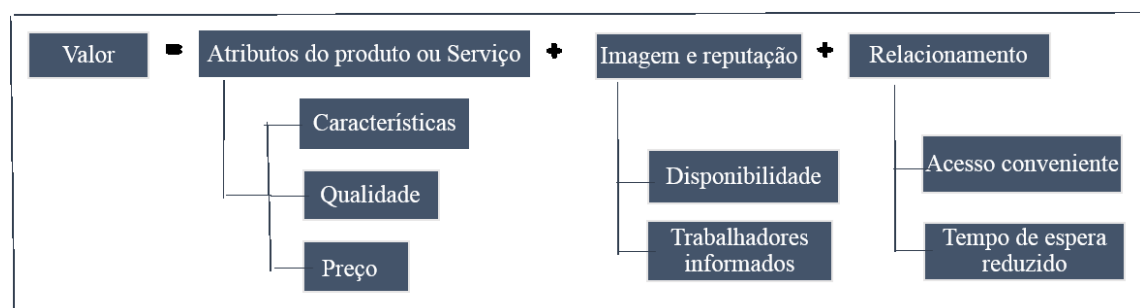 Valor = Atributos do produto ou Serviço + Imagem e reputação + Relacionamento
Características
Qualidade
Preço
Disponibilidade
Trabalhadores
informados
Acesso conveniente
Tempo de espera
reduzido